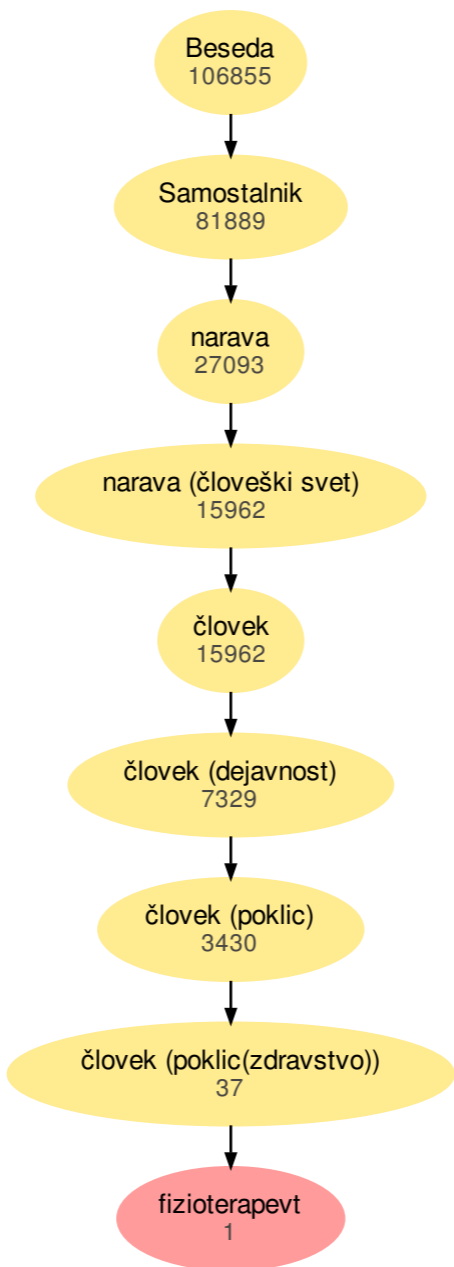 Beseda
106855
Samostalnik
81889
narava
27093
narava (človeški svet)
15962
človek
15962
človek (dejavnost)
7329
človek (poklic)
3430
človek (poklic(zdravstvo))
37
fizioterapevt
1